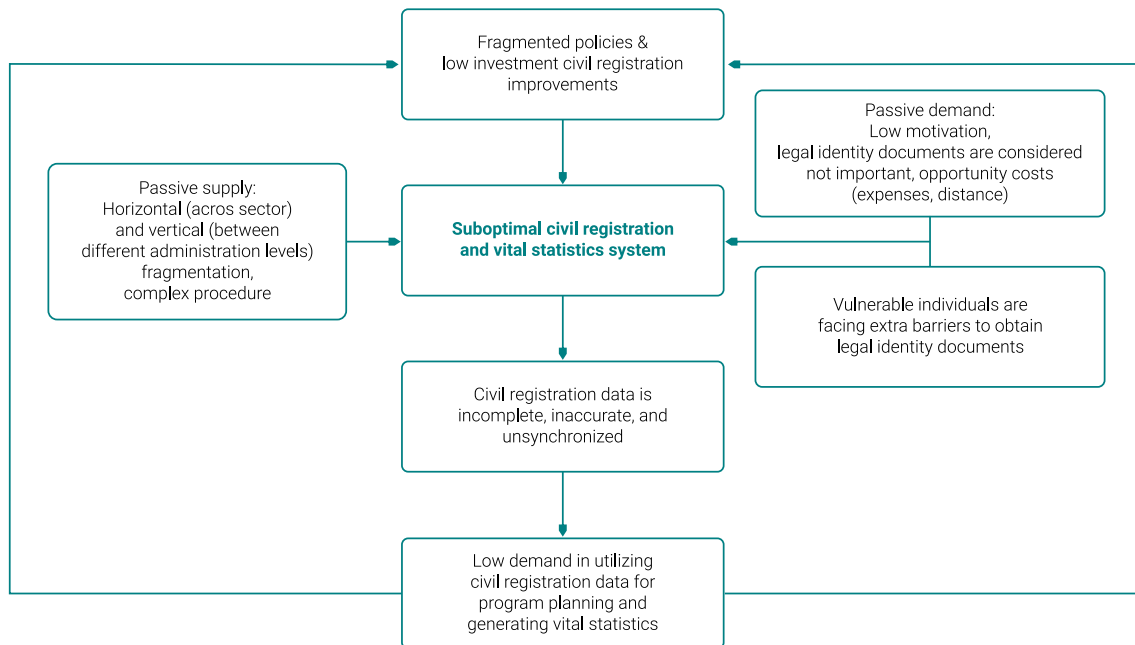 Fragmented policies &
low investment civil registration
improvements
Passive demand:
Low motivation,
legal identity documents are considered
not important, opportunity costs
(expenses, distance)
Passive supply:
Horizontal (acros sector)
and vertical (between
different administration levels)
fragmentation,
complex procedure
Suboptimal civil registration
and vital statistics system
Vulnerable individuals are
facing extra barriers to obtain
legal identity documents
Civil registration data is
incomplete, inaccurate, and
unsynchronized
Low demand in utilizing
civil registration data for
program planning and
generating vital statistics